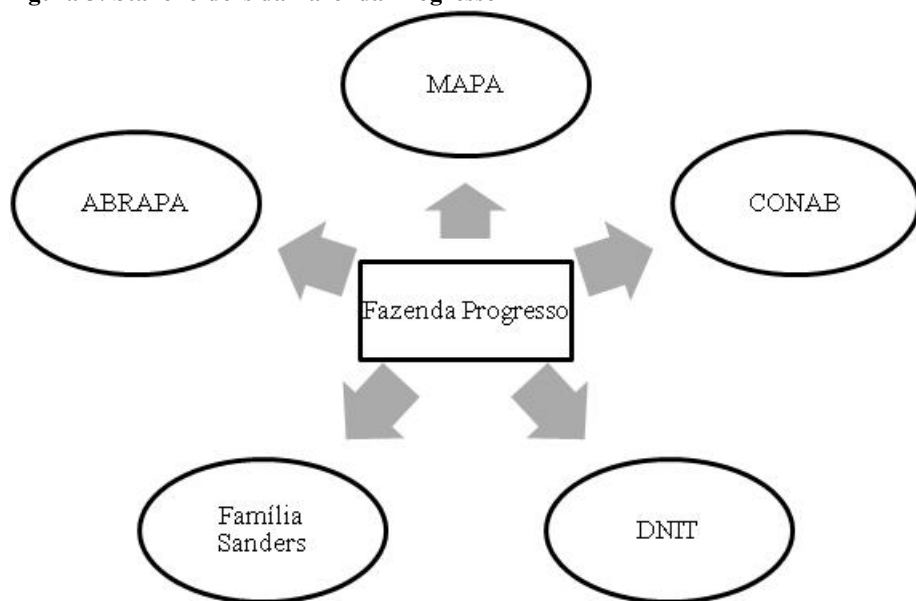 MAPA
ABRAPA
CONAB
Fazenda Progresso
Família
Sanders
DNIT